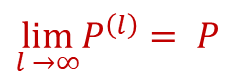 lim P⁽ˡ⁾ = P
l →∞